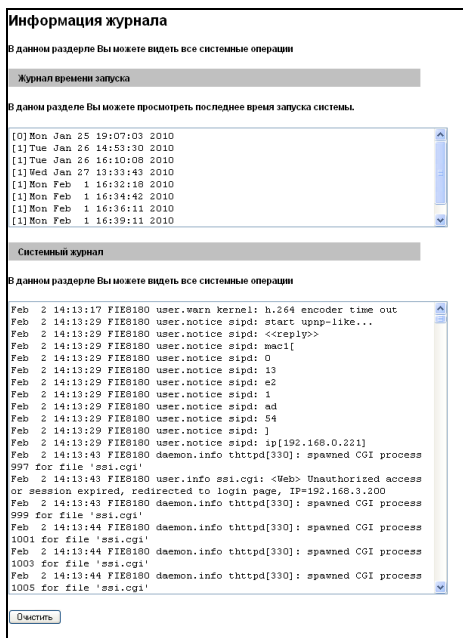 Информация журнала
В данном раздерле Вы можете видеть все системные операции
Журнал времени запуска
В даном разделе Вы можете просмотреть последнее время запуска системы.
[0]Mon Jan 25 19:07:03 2010
[1]Tue Jan 26 14:53:30 2010
[1]Tue Jan 26 16:10:08 2010
[1]Wed Jan 27 13:33:43 2010
[1]Mon Feb  1 16:32:18 2010
[1]Mon Feb  1 16:34:42 2010
[1]Mon Feb  1 16:36:11 2010
[1]Mon Feb  1 16:39:11 2010
Системный журнал
В данном раздерле Вы можете видеть все системные операции
Feb  2 14:13:17 FIE8180 user.warn kernel: h.264 encoder time out
Feb  2 14:13:29 FIE8180 user.notice sipd: start upnp-like...
Feb  2 14:13:29 FIE8180 user.notice sipd: <<reply>>
Feb  2 14:13:29 FIE8180 user.notice sipd: mac1[
Feb  2 14:13:29 FIE8180 user.notice sipd: 0
Feb  2 14:13:29 FIE8180 user.notice sipd: 13
Feb  2 14:13:29 FIE8180 user.notice sipd: e2
Feb  2 14:13:29 FIE8180 user.notice sipd: 1
Feb  2 14:13:29 FIE8180 user.notice sipd: ad
Feb  2 14:13:29 FIE8180 user.notice sipd: 54
Feb  2 14:13:29 FIE8180 user.notice sipd: ]
Feb  2 14:13:29 FIE8180 user.notice sipd: ip[192.168.0.221]
Feb  2 14:13:43 FIE8180 daemon.info thttpd[330]: spawned CGI process
997 for file 'ssi.cgi'
Feb  2 14:13:43 FIE8180 user.info ssi.cgi: <Web> Unauthorized access
or session expired, redirected to login page, IP=192.168.3.200
Feb  2 14:13:43 FIE8180 daemon.info thttpd[330]: spawned CGI process
999 for file 'ssi.cgi'
Feb  2 14:13:44 FIE8180 daemon.info thttpd[330]: spawned CGI process
1001 for file 'ssi.cgi'
Feb  2 14:13:44 FIE8180 daemon.info thttpd[330]: spawned CGI process
1003 for file 'ssi.cgi'
Feb  2 14:13:44 FIE8180 daemon.info thttpd[330]: spawned CGI process
1005 for file 'ssi.cgi'
Очистить